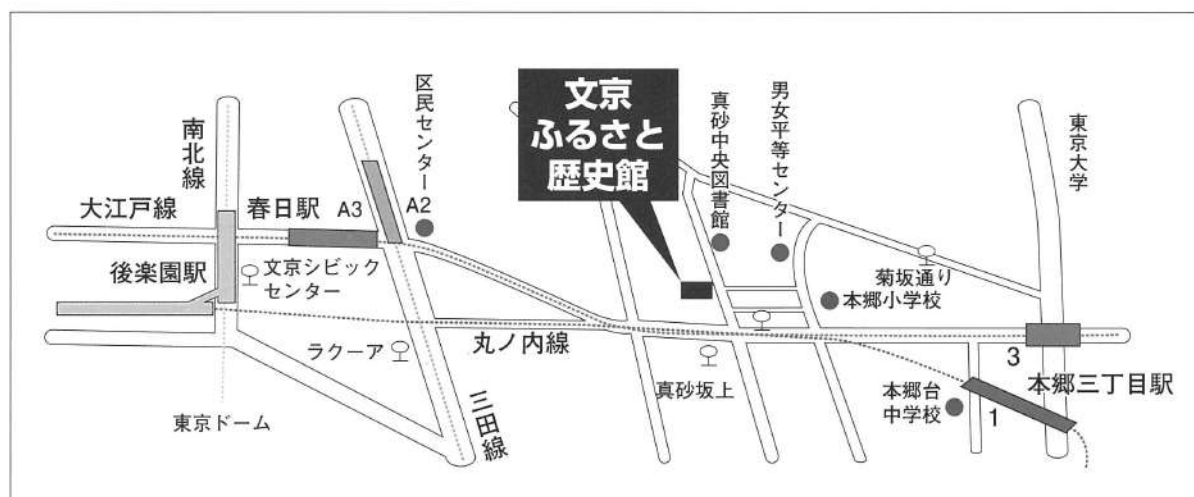 南北線
大江戸線
春日駅
A3
区民センター
A2
文京
ふるさと
歴史館
真砂中央図書館
男女平等センター
東京大学
後楽園駅
文京シビック
センター
菊坂通り
本郷小学校
ラクーア
丸ノ内線
真砂坂上
3
本郷三丁目駅
本郷台
中学校
1
東京ドーム
三田線